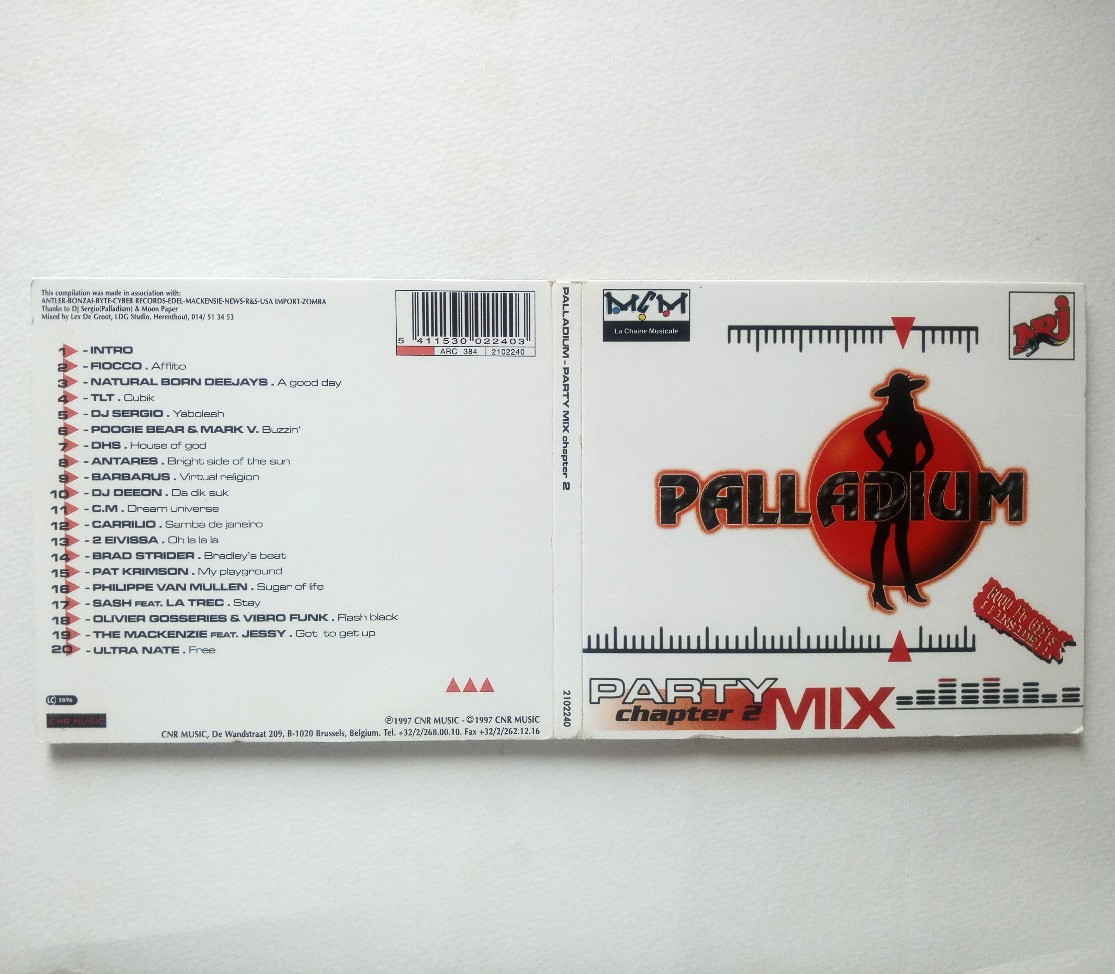 This compilation was made in association with:
ANTLER-BONZAI-BYTE-CYBER RECORDS-EDEL-MACKENSIE-NEWS-R&S-USA IMPORT-ZOMBA
Thanks to Dj Sergio(Palladium) & Moon Paper
Mixed by Lex De Groot, LDG Studio, Herenthout, 014/ 51 34 53
5 411530 022403
ARC 384 2102240
1 - INTRO
2 - FIOCCO . Afflito
3 - NATURAL BORN DEEJAYS . A good day
4 - TLT . Cubik
5 - DJ SERGIO . Yabolesh
6 - POOGIE BEAR & MARK V. Buzzin'
7 - DHS . House of god
8 - ANTARES . Bright side of the sun
9 - BARBARUS . Virtual religion
10 - DJ DEEON . Da dik suk
11 - C.M . Dream universe
12 - CARRILIO . Samba de janeiro
13 - 2 EIVISSA . Oh la la la
14 - BRAD STRIDER . Bradley's beat
15 - PAT KRIMSON . My playground
16 - PHILIPPE VAN MULLEN . Sugar of life
17 - SASH FEAT. LA TREC . Stay
18 - OLIVIER GOSSERIES & VIBRO FUNK . Flash black
19 - THE MACKENZIE FEAT. JESSY . Got to get up
20 - ULTRA NATE . Free
LC 3896
CNR MUSIC
℗1997 CNR MUSIC - ©1997 CNR MUSIC
CNR MUSIC, De Wandstraat 209, B-1020 Brussels, Belgium. Tel. +32/2/268.00.10. Fax +32/2/262.12.16
PALLADIUM - PARTY MIX chapter 2
2102240
MCM
La Chaîne Musicale
NRJ
PALLADIUM
PARTY MIX
chapter 2